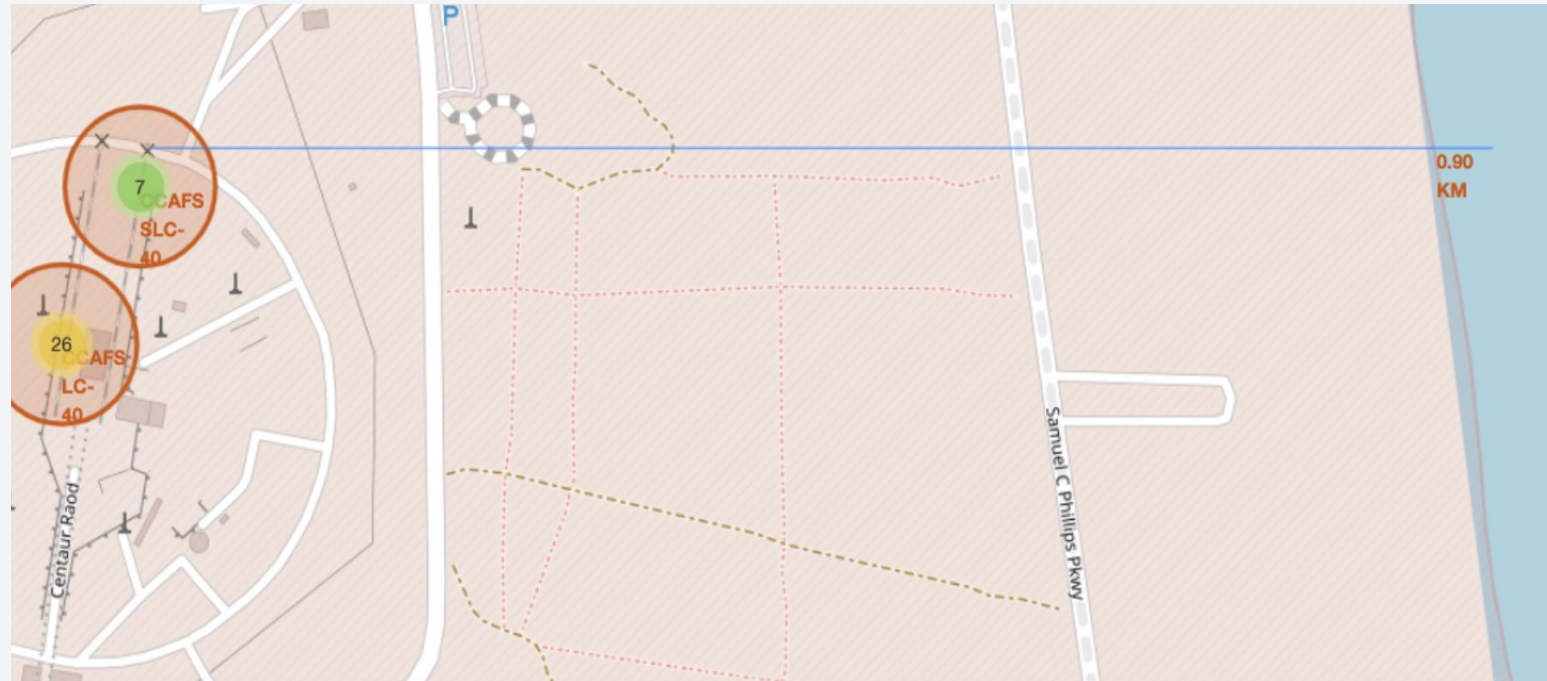 P
7
CCAFS
SLC-
40
26
CCAFS
LC-
40
Centaur Raod
Samuel C Phillips Pkwy
0.90
KM